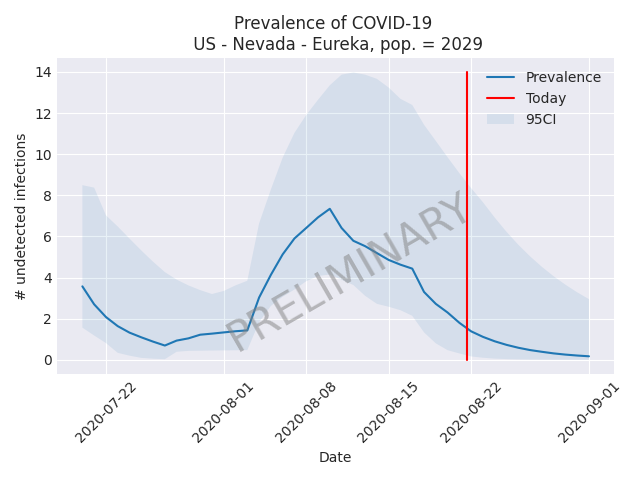 Prevalence of COVID-19
US - Nevada - Eureka, pop. = 2029
14
12
10
8
6
4
2
0
# undetected infections
Prevalence
Today
95CI
PRELIMINARY
2020-07-22
2020-08-01
2020-08-08
2020-08-15
2020-08-22
2020-09-01
Date